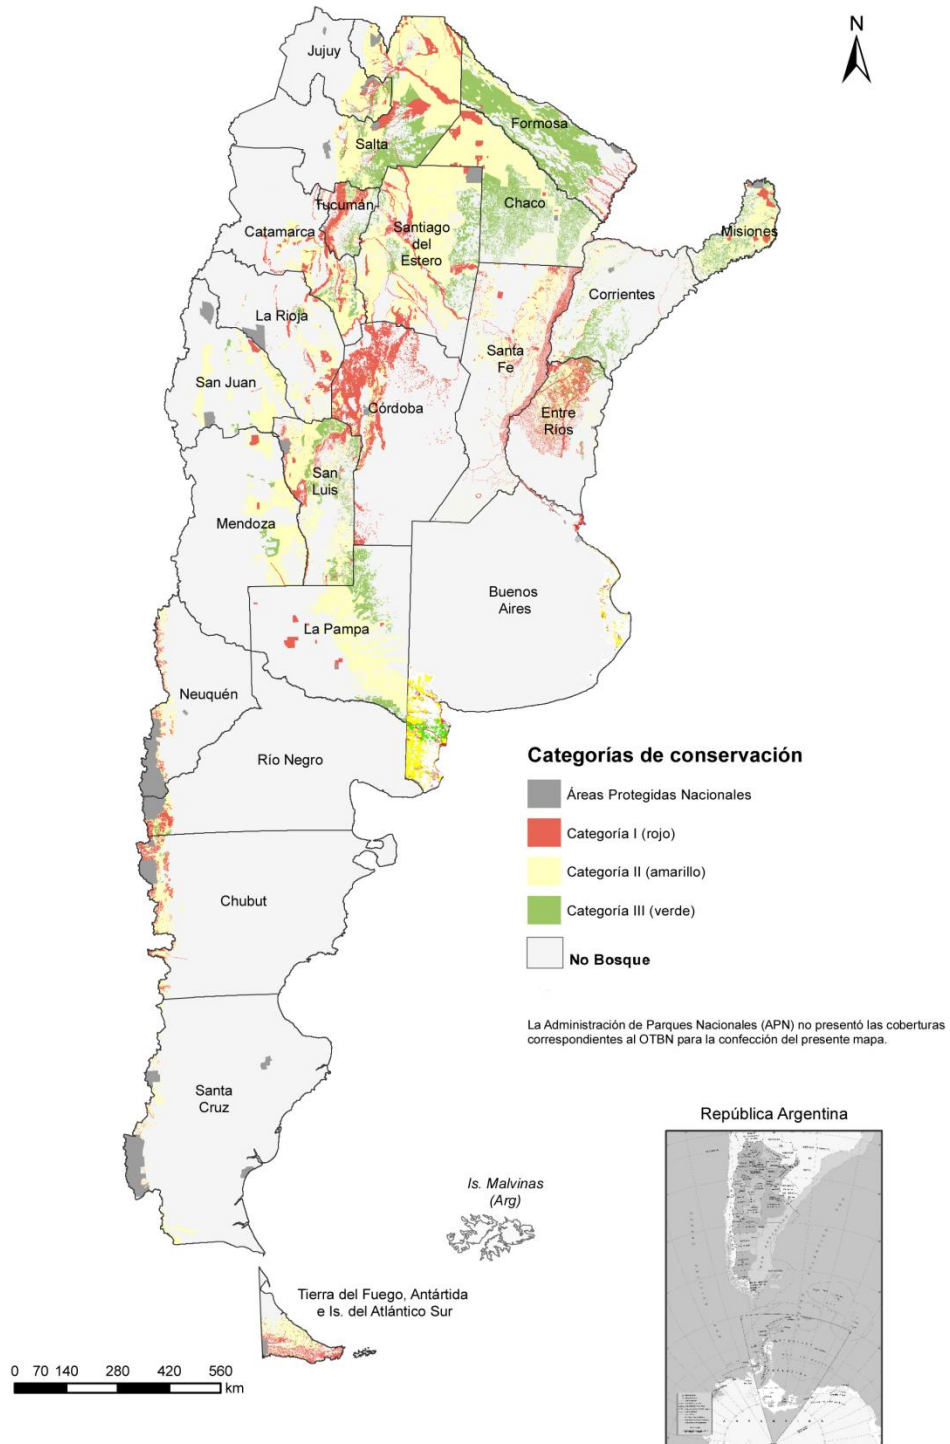 N
Jujuy
Formosa
Salta
Chaco
Tucumán
Misiones
Catamarca
Santiago
del
Estero
Corrientes
La Rioja
Santa
Fe
San Juan
Córdoba
Entre
Ríos
San
Luis
Mendoza
Buenos
Aires
La Pampa
Neuquén
Río Negro
Categorías de conservación
Áreas Protegidas Nacionales
Categoría I (rojo)
Categoría II (amarillo)
Categoría III (verde)
No Bosque
Chubut
La Administración de Parques Nacionales (APN) no presentó las coberturas
correspondientes al OTBN para la confección del presente mapa.
Santa
Cruz
República Argentina
Is. Malvinas
(Arg)
Tierra del Fuego, Antártida
e Is. del Atlántico Sur
0 70 140 280 420 560
km